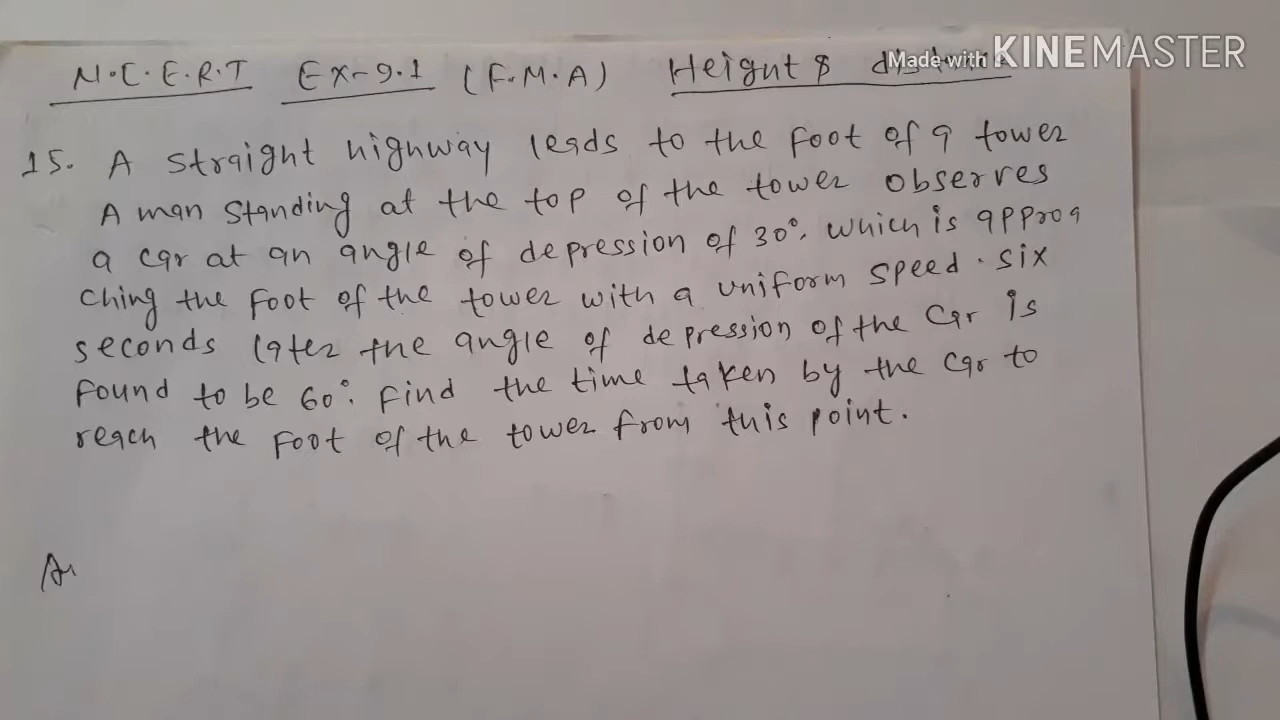 Made with KINEMASTER
N.C.E.R.T Ex-9.1 (F.M.A) Height &
15. A straight highway leads to the foot of a tower
A man standing at the top of the tower observes
a car at an angle of depression of 30°. which is approa
ching the foot of the tower with a uniform speed. six
seconds later the angle of depression of the car is
found to be 60°. Find the time taken by the car to
reach the foot of the tower from this point.